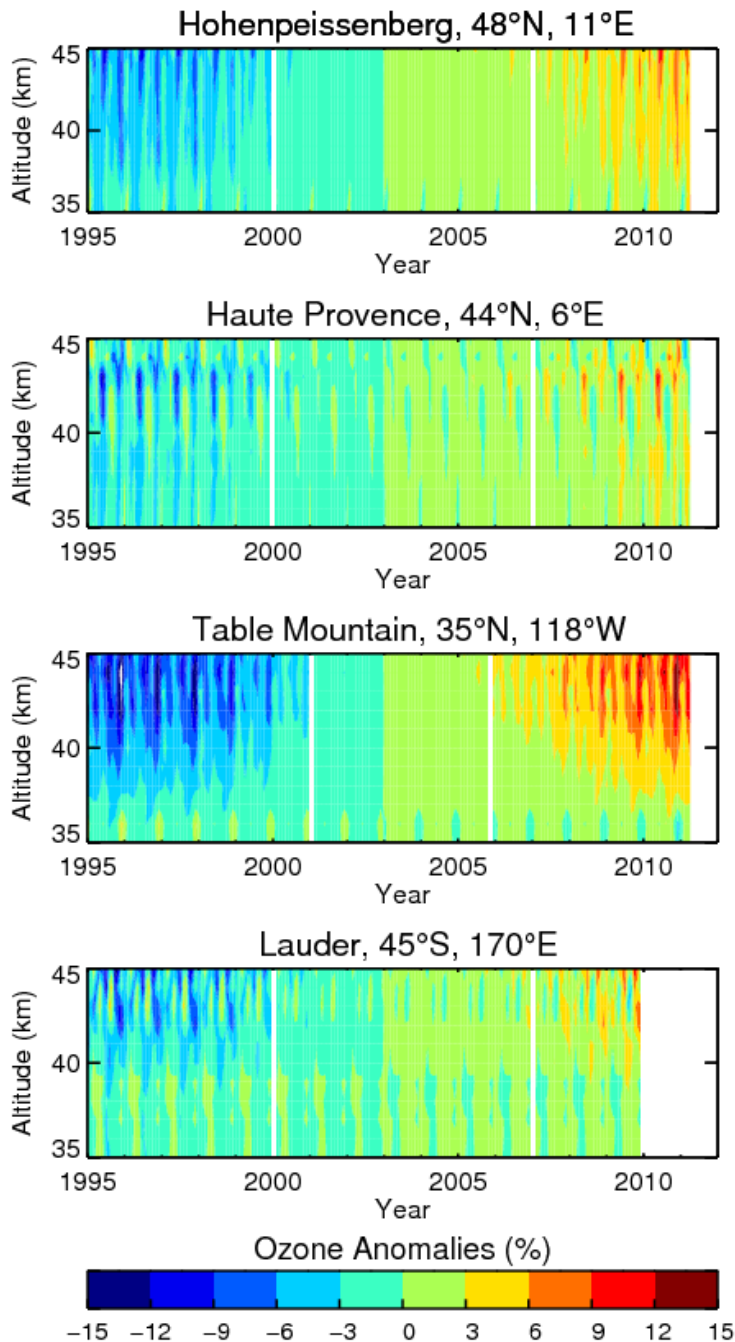 Hohenpeissenberg, 48°N, 11°E
45
40
35
Altitude (km)
1995 2000 2005 2010
Year
Haute Provence, 44°N, 6°E
45
40
35
Altitude (km)
1995 2000 2005 2010
Year
Table Mountain, 35°N, 118°W
45
40
35
Altitude (km)
1995 2000 2005 2010
Year
Lauder, 45°S, 170°E
45
40
35
Altitude (km)
1995 2000 2005 2010
Year
Ozone Anomalies (%)
−15 −12 −9 −6 −3 0 3 6 9 12 15